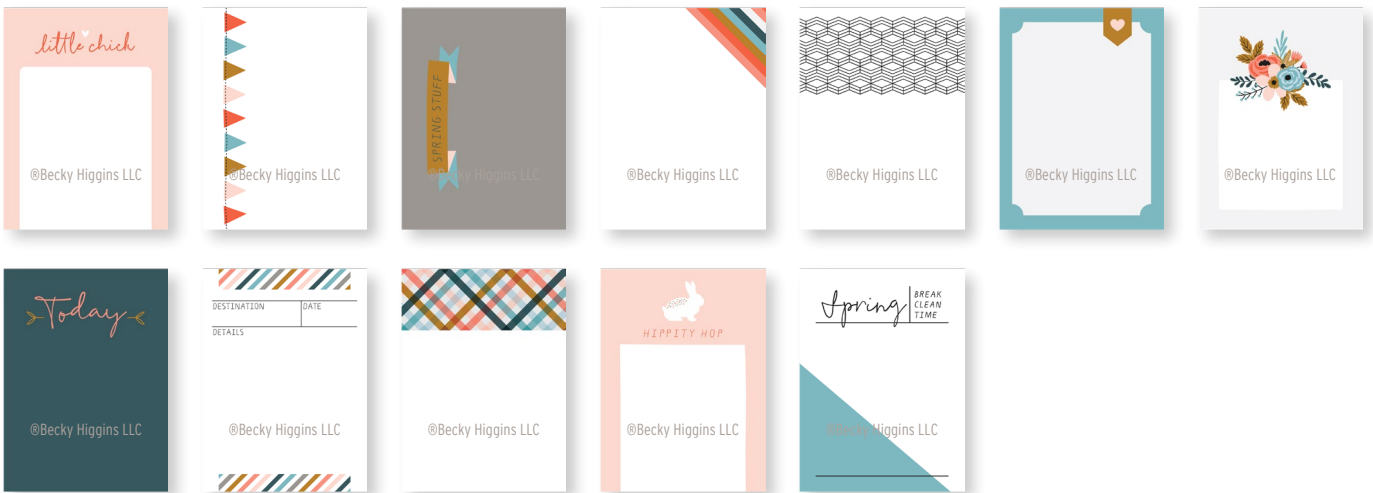 little chick
®Becky Higgins LLC
®Becky Higgins LLC
SPRING STUFF
®Becky Higgins LLC
®Becky Higgins LLC
®Becky Higgins LLC
®Becky Higgins LLC
®Becky Higgins LLC
Today
®Becky Higgins LLC
DESTINATION
DATE
DETAILS
®Becky Higgins LLC
®Becky Higgins LLC
HIPPITY HOP
®Becky Higgins LLC
Spring
BREAK
CLEAN
TIME
®Becky Higgins LLC